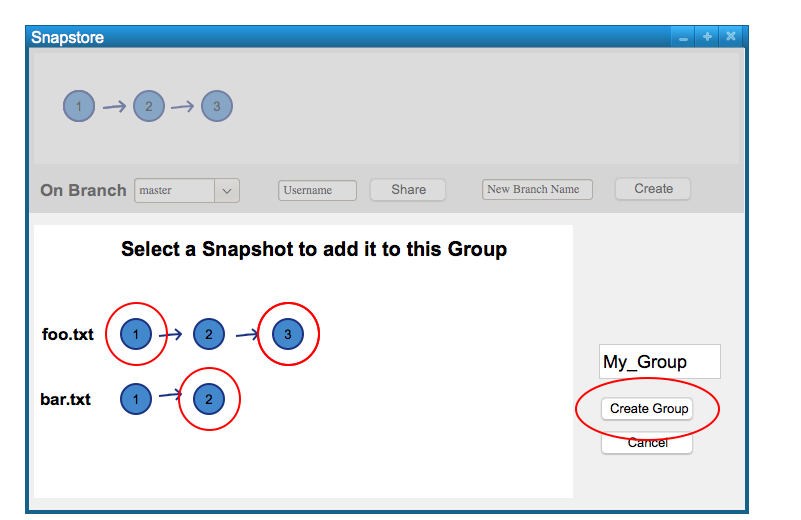 Snapstore
1 2 3
On Branch master Username Share New Branch Name Create
Select a Snapshot to add it to this Group
foo.txt 1 2 3
My_Group
bar.txt 1 2
Create Group
Cancel